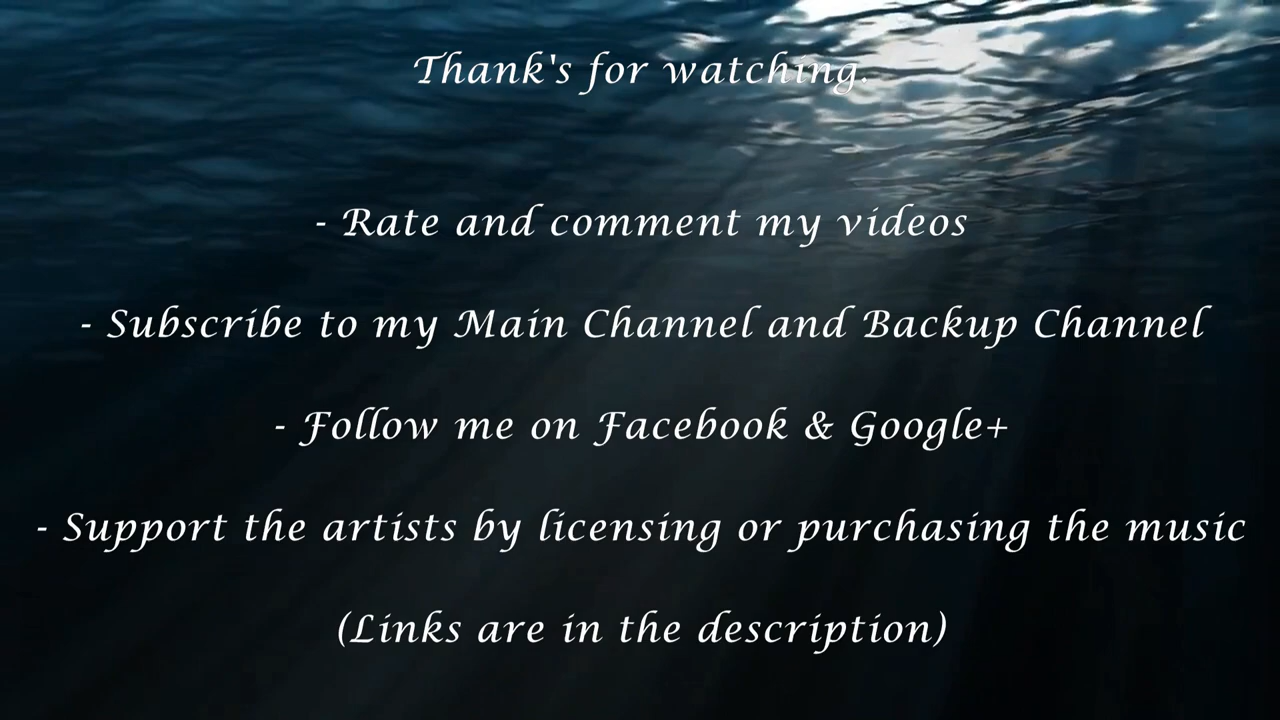 Thank's for watching.
- Rate and comment my videos
- Subscribe to my Main Channel and Backup Channel
- Follow me on Facebook & Google+
- Support the artists by licensing or purchasing the music
(Links are in the description)